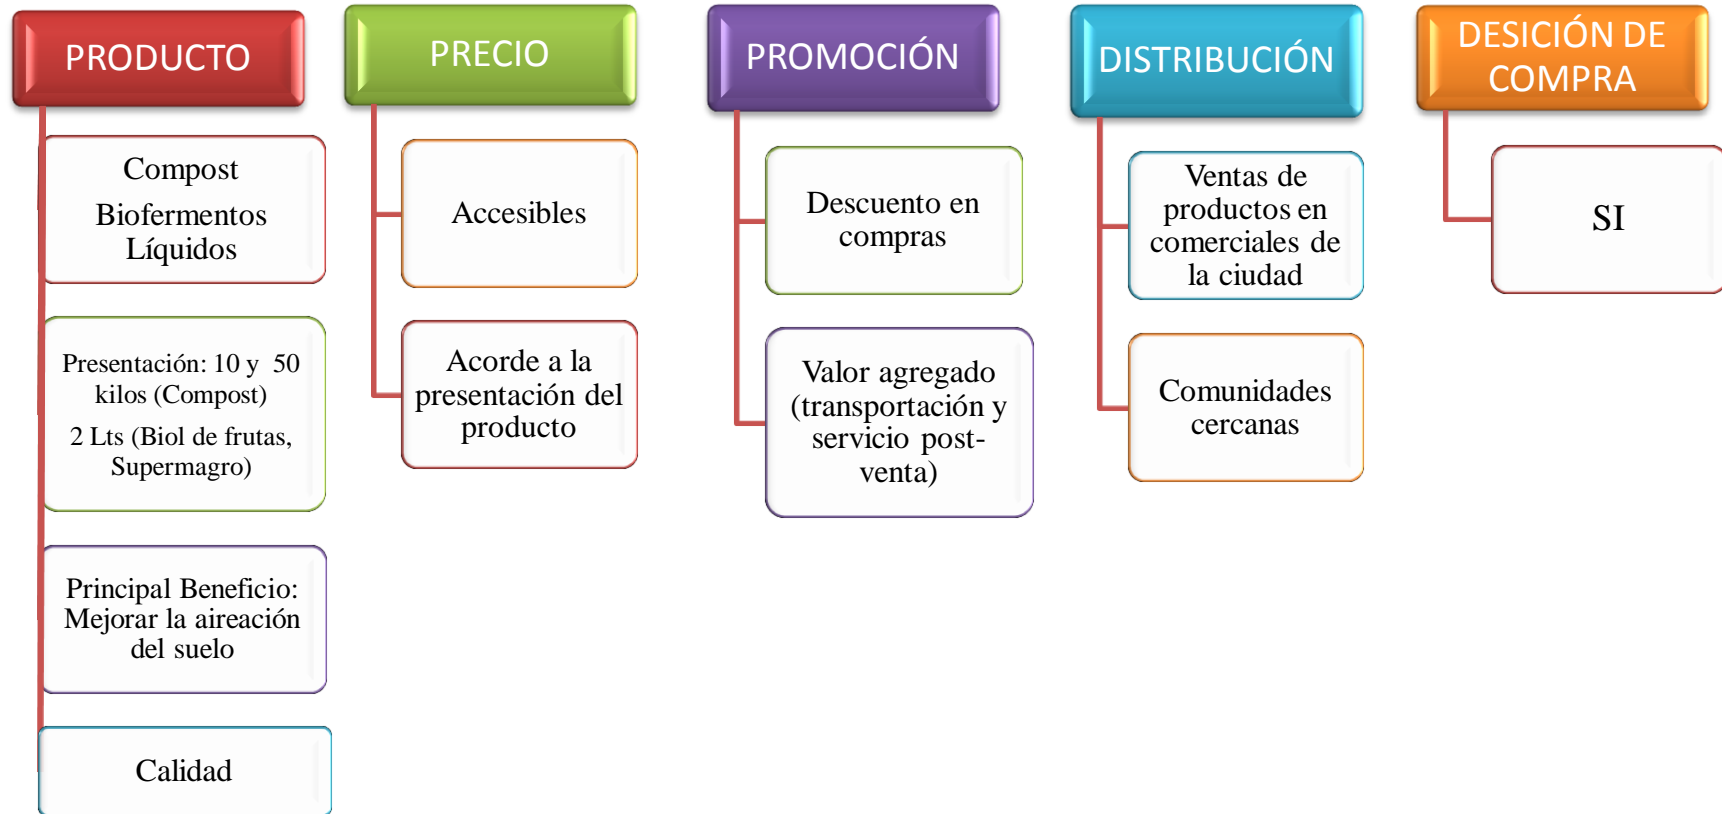 PRODUCTO
Compost
Biofermentos
Líquidos
Presentación: 10 y 50
kilos (Compost)
2 Lts (Biol de frutas,
Supermagro)
Principal Beneficio:
Mejorar la aireación
del suelo
Calidad
PRECIO
Accesibles
Acorde a la
presentación del
producto
PROMOCIÓN
Descuento en
compras
Valor agregado
(transportación y
servicio post-
venta)
DISTRIBUCIÓN
Ventas de
productos en
comerciales de
la ciudad
Comunidades
cercanas
DESICIÓN DE
COMPRA
SI